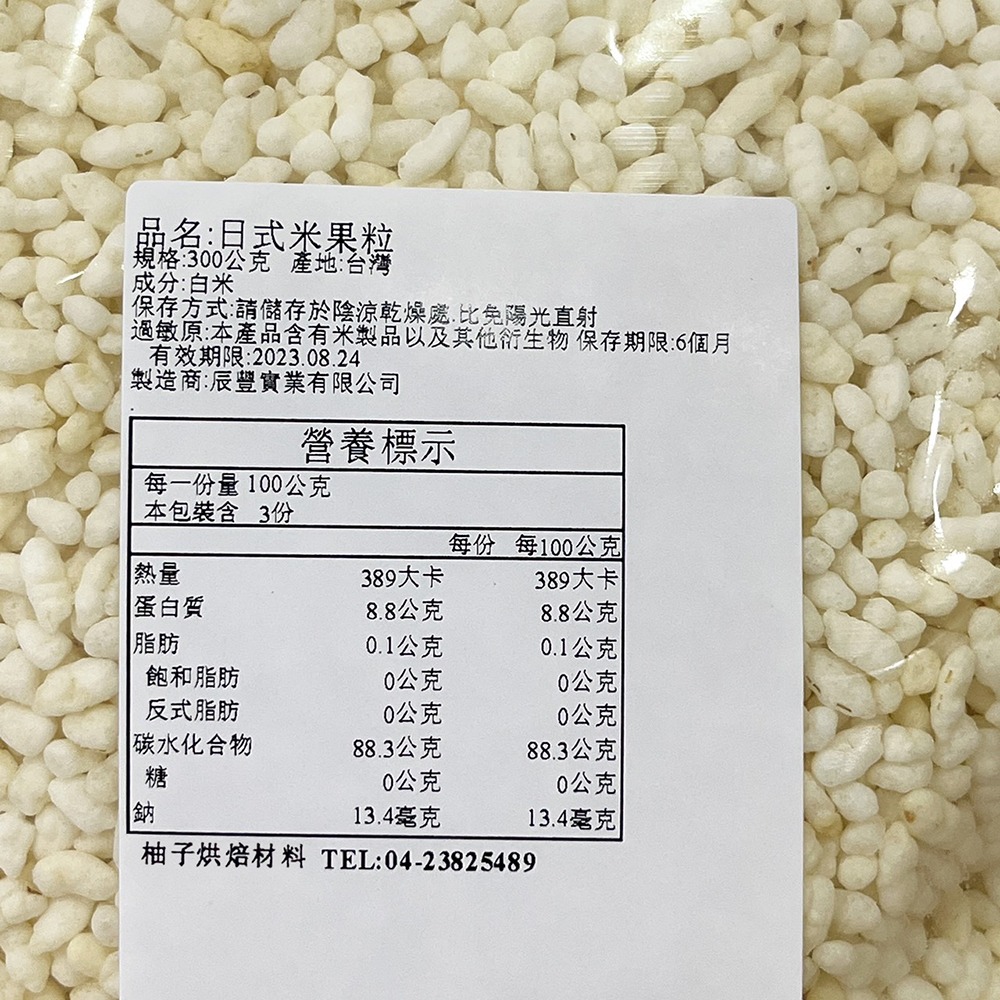 品名:日式米果粒
規格:300公克 產地:台灣
成分:白米
保存方式:請儲存於陰涼乾燥處.比免陽光直射
過敏原:本產品含有米製品以及其他衍生物 保存期限:6個月
有效期限:2023.08.24
製造商:辰豐實業有限公司
營養標示
每一份量 100公克
本包裝含 3份
每份 每100公克
熱量 389大卡 389大卡
蛋白質 8.8公克 8.8公克
脂肪 0.1公克 0.1公克
飽和脂肪 0公克 0公克
反式脂肪 0公克 0公克
碳水化合物 88.3公克 88.3公克
糖 0公克 0公克
鈉 13.4毫克 13.4毫克
柚子烘焙材料 TEL:04-23825489